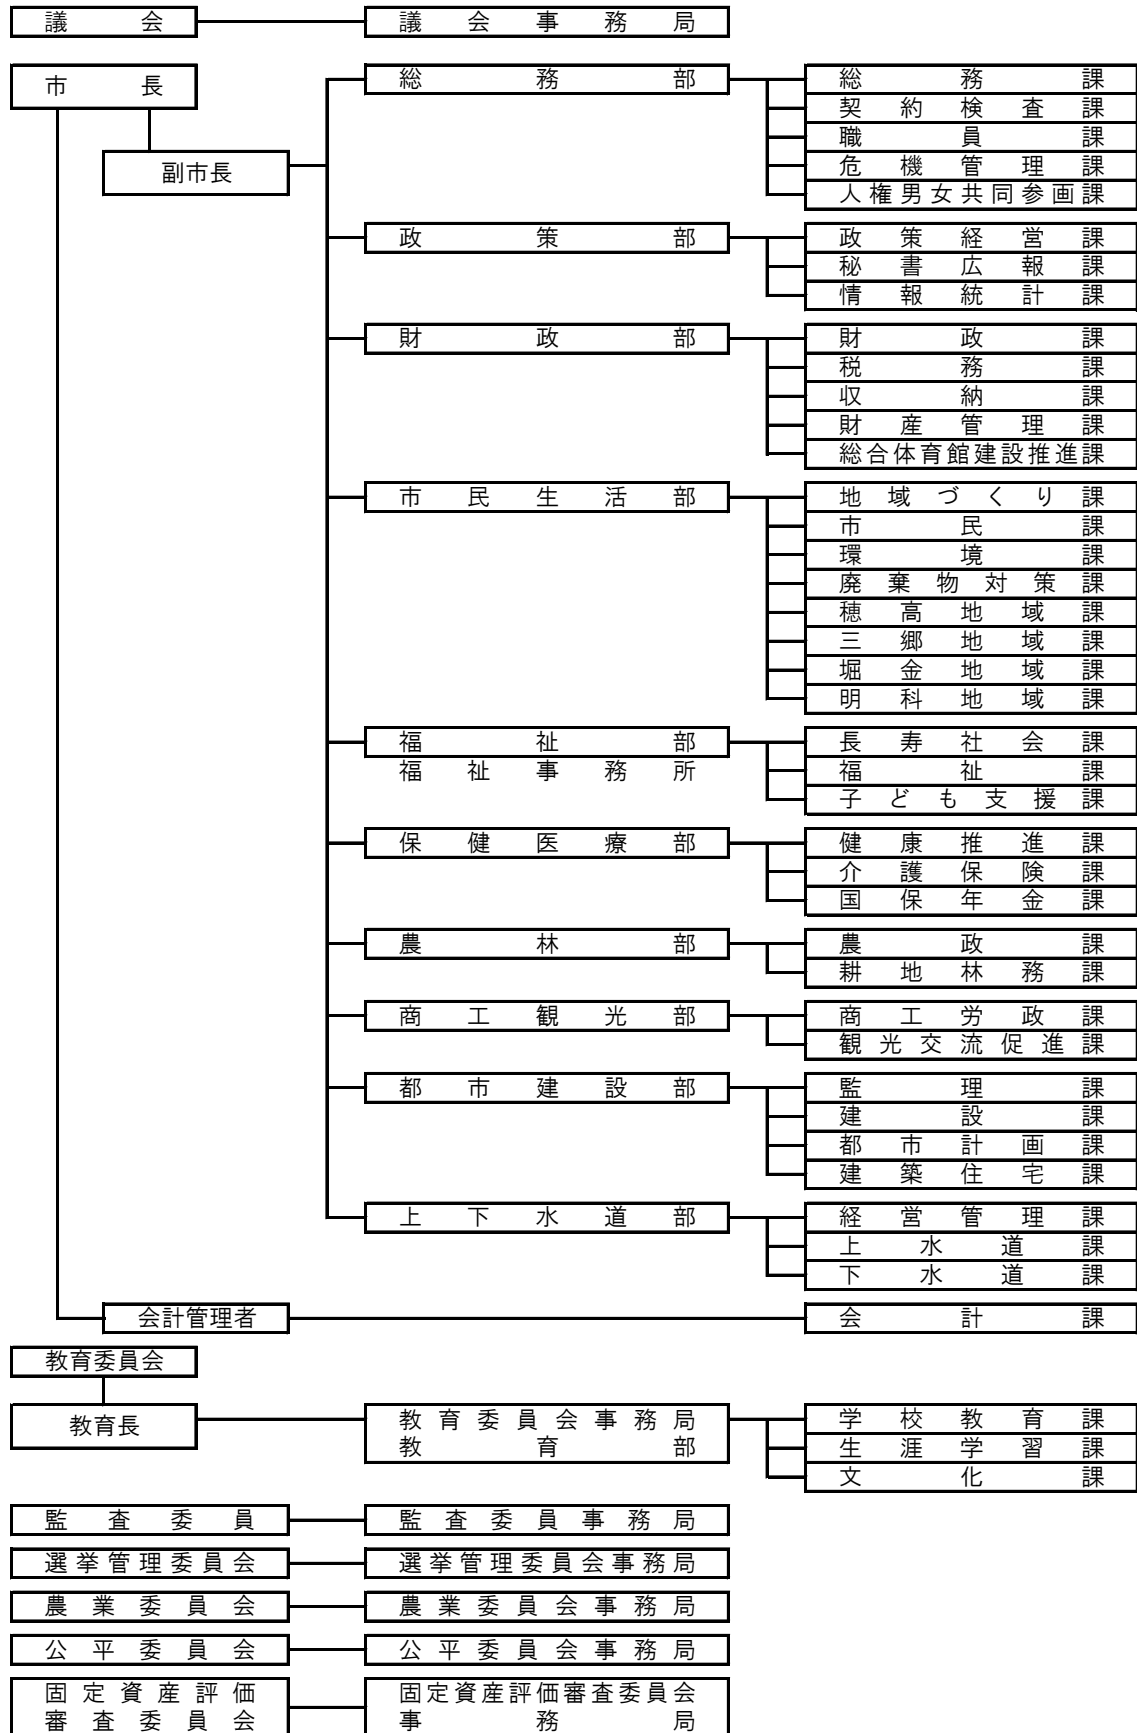 議会 議会事務局
市長 総務部 総務課
契約検査課
職員課
副市長 危機管理課
人権男女共同参画課
政策部 政策経営課
秘書広報課
情報統計課
財政部 財政課
税務課
収納課
財産管理課
総合体育館建設推進課
市民生活部 地域づくり課
市民課
環境課
廃棄物対策課
穂高地域課
三郷地域課
堀金地域課
明科地域課
福祉部 長寿社会課
福祉事務所 福祉課
子ども支援課
保健医療部 健康推進課
介護保険課
国保年金課
農林部 農政課
耕地林務課
商工観光部 商工労政課
観光交流促進課
都市建設部 監理課
建設課
都市計画課
建築住宅課
上下水道部 経営管理課
上水道課
下水道課
会計管理者 会計課
教育委員会
教育長 教育委員会事務局 学校教育課
教育部 生涯学習課
文化課
監査委員 監査委員事務局
選挙管理委員会 選挙管理委員会事務局
農業委員会 農業委員会事務局
公平委員会 公平委員会事務局
固定資産評価 固定資産評価審査委員会
審査委員会 事務局